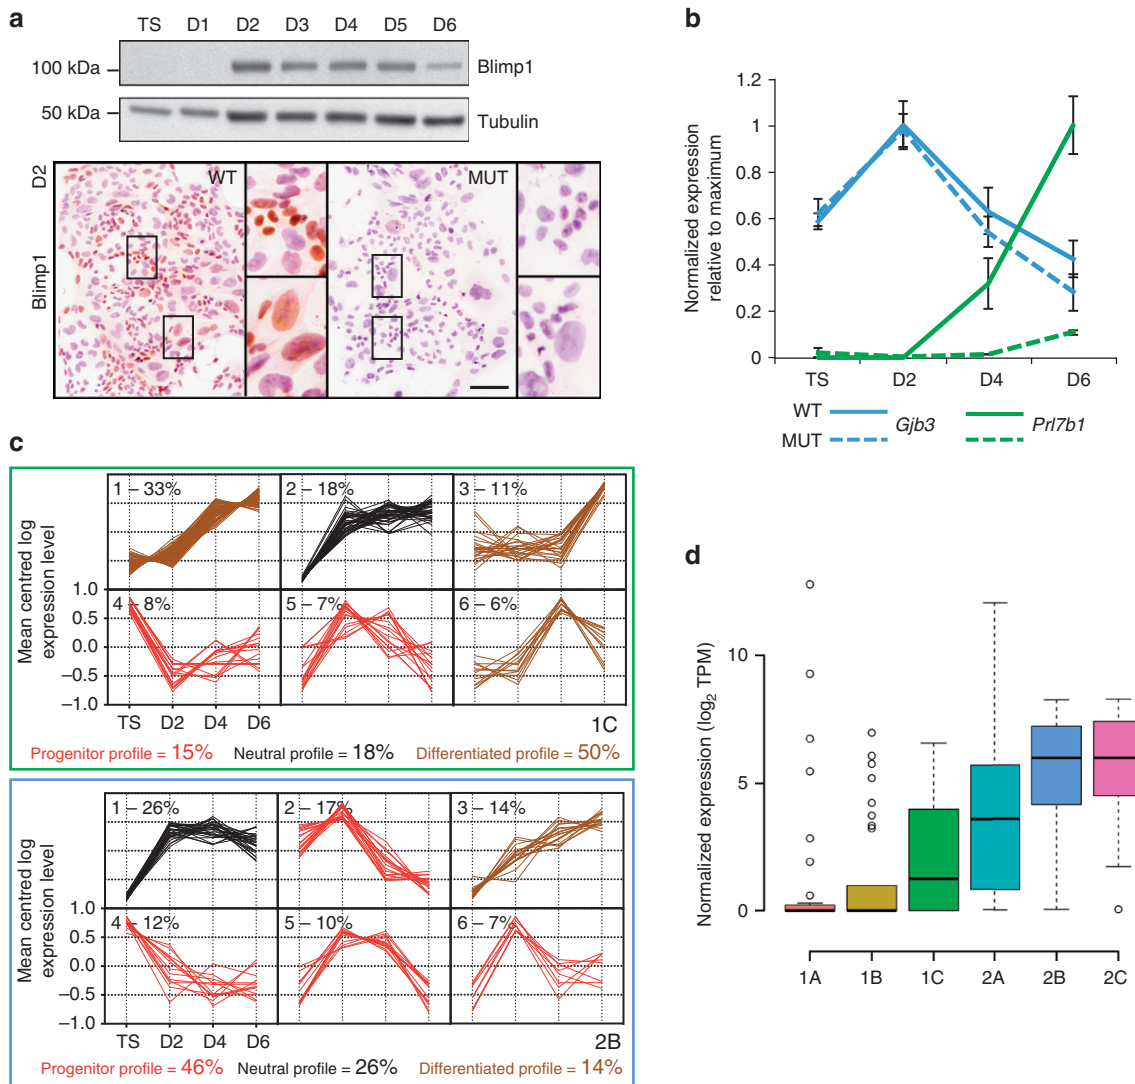 a
TS D1 D2 D3 D4 D5 D6
100 kDa
Blimp1
50 kDa
Tubulin
D2
Blimp1
WT
MUT
b
Normalized expression
relative to maximum
1.2
1
0.8
0.6
0.4
0.2
0
TS D2 D4 D6
WT
Gjb3
Prl7b1
MUT
c
Mean centred log
expression level
1 – 33%
2 – 18%
3 – 11%
4 – 8%
5 – 7%
6 – 6%
1.0
0.5
0.0
−0.5
−1.0
TS D2 D4 D6
1C
Progenitor profile = 15% Neutral profile = 18% Differentiated profile = 50%
Mean centred log
expression level
1 – 26%
2 – 17%
3 – 14%
4 – 12%
5 – 10%
6 – 7%
1.0
0.5
0.0
−0.5
−1.0
TS D2 D4 D6
2B
Progenitor profile = 46% Neutral profile = 26% Differentiated profile = 14%
d
Normalized expression (log2 TPM)
10
5
0
1A 1B 1C 2A 2B 2C